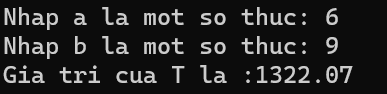 Nhap a la mot so thuc: 6
Nhap b la mot so thuc: 9
Gia tri cua T la :1322.07